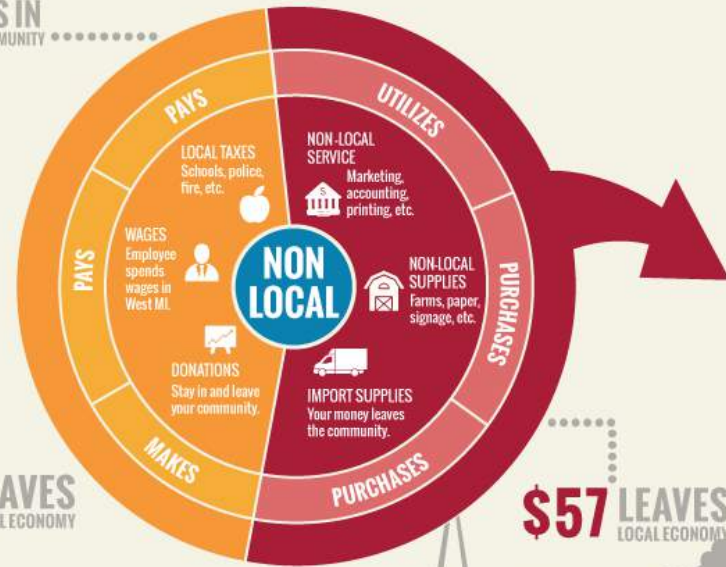 S IN
MUNITY
PAYS
LOCAL TAXES
Schools, police,
fire, etc.
PAYS
WAGES
Employee
spends
wages in
West MI.
MAKES
DONATIONS
Stay in and leave
your community.
NON
LOCAL
UTILIZES
NON-LOCAL
SERVICE
Marketing,
accounting,
printing, etc.
PURCHASES
NON-LOCAL
SUPPLIES
Farms, paper,
signage, etc.
PURCHASES
IMPORT SUPPLIES
Your money leaves
the community.
AVES
L ECONOMY
$57 LEAVES
LOCAL ECONOMY